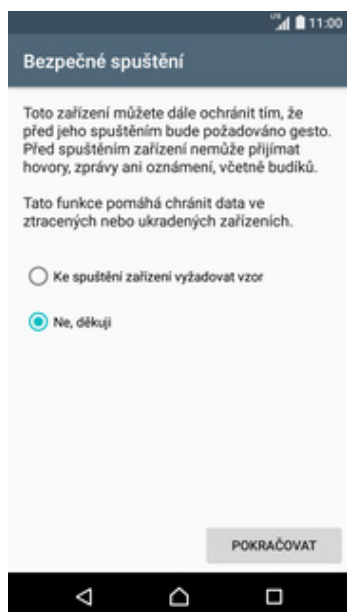 LTE 11:00
Bezpečné spuštění
Toto zařízení můžete dále ochránit tím, že
před jeho spuštěním bude požadováno gesto.
Před spuštěním zařízení nemůže přijímat
hovory, zprávy ani oznámení, včetně budíků.
Tato funkce pomáhá chránit data ve
ztracených nebo ukradených zařízeních.
Ke spuštění zařízení vyžadovat vzor
Ne, děkuji
POKRAČOVAT